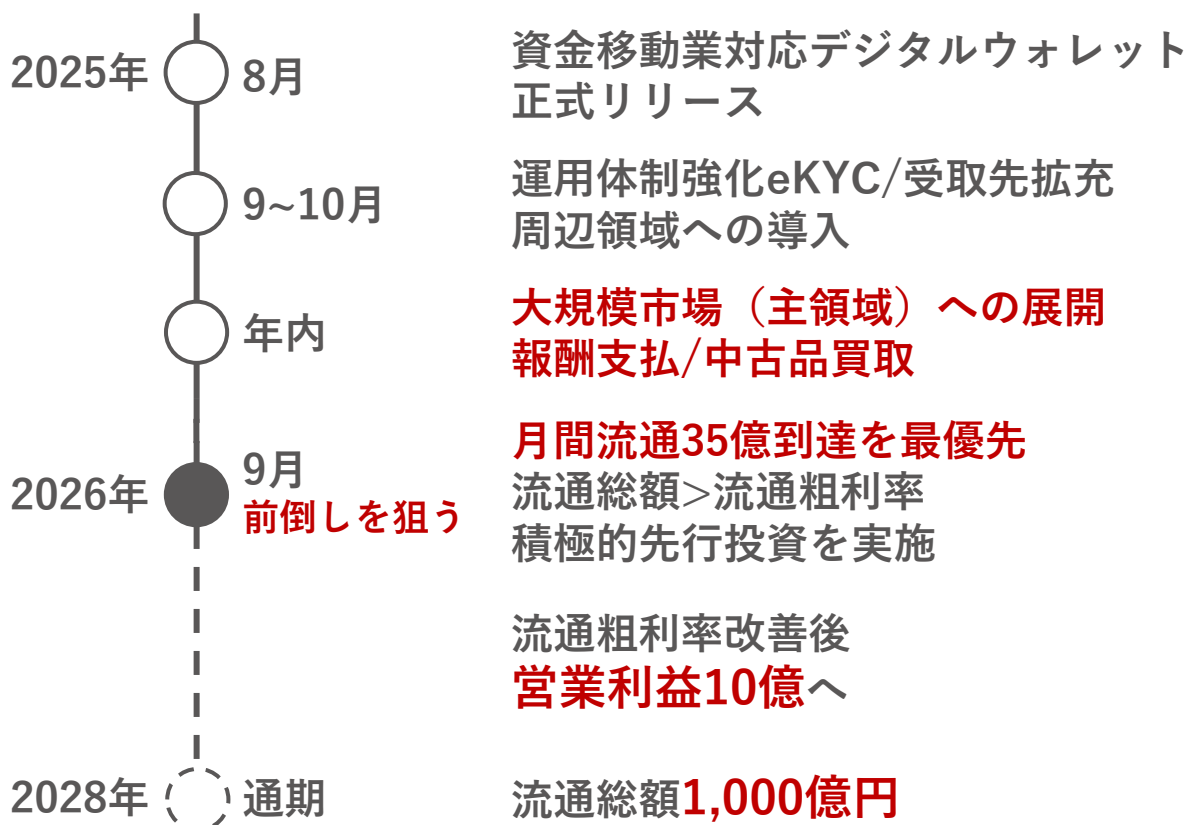 2025年
8月
資金移動業対応デジタルウォレット
正式リリース
9~10月
運用体制強化eKYC/受取先拡充
周辺領域への導入
年内
大規模市場（主領域）への展開
報酬支払/中古品買取
2026年
9月
前倒しを狙う
月間流通35億到達を最優先
流通総額>流通粗利率
積極的先行投資を実施
流通粗利率改善後
営業利益10億へ
2028年
通期
流通総額1,000億円